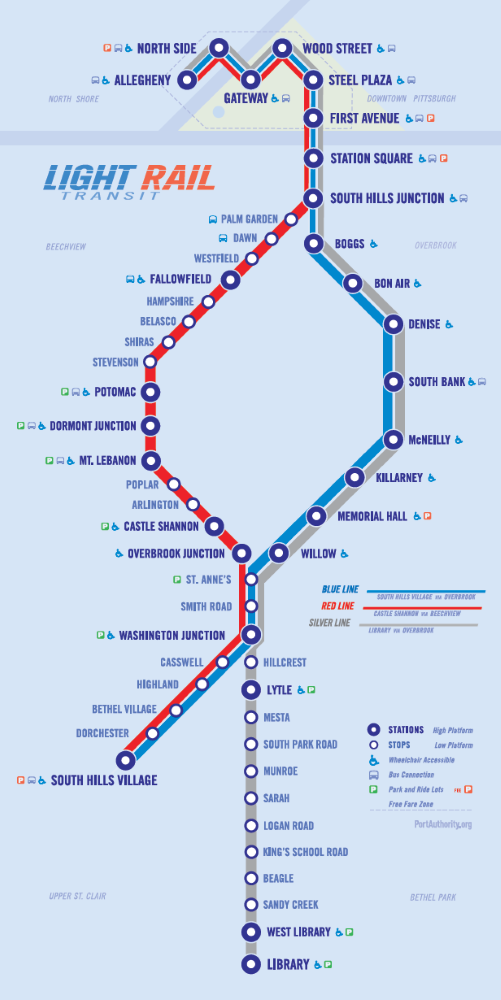 NORTH SIDE
WOOD STREET
ALLEGHENY
STEEL PLAZA
GATEWAY
NORTH SHORE
DOWNTOWN PITTSBURGH
FIRST AVENUE
STATION SQUARE
LIGHT RAIL
TRANSIT
SOUTH HILLS JUNCTION
PALM GARDEN
DAWN
BEECHVIEW
BOGGS
OVERBROOK
WESTFIELD
FALLOWFIELD
BON AIR
HAMPSHIRE
BELASCO
DENISE
SHIRAS
STEVENSON
SOUTH BANK
POTOMAC
DORMONT JUNCTION
McNEILLY
MT. LEBANON
KILLARNEY
POPLAR
ARLINGTON
MEMORIAL HALL
CASTLE SHANNON
OVERBROOK JUNCTION
WILLOW
ST. ANNE'S
BLUE LINE
SOUTH HILLS VILLAGE VIA OVERBROOK
SMITH ROAD
RED LINE
CASTLE SHANNON VIA BEECHVIEW
SILVER LINE
LIBRARY VIA OVERBROOK
WASHINGTON JUNCTION
CASSWELL
HILLCREST
HIGHLAND
LYTLE
BETHEL VILLAGE
MESTA
DORCHESTER
SOUTH PARK ROAD
STATIONS High Platform
STOPS Low Platform
Wheelchair Accessible
SOUTH HILLS VILLAGE
MUNROE
Bus Connection
Park and Ride Lots
SARAH
Free Fare Zone
LOGAN ROAD
PortAuthority.org
KING'S SCHOOL ROAD
BEAGLE
UPPER ST. CLAIR
BETHEL PARK
SANDY CREEK
WEST LIBRARY
LIBRARY